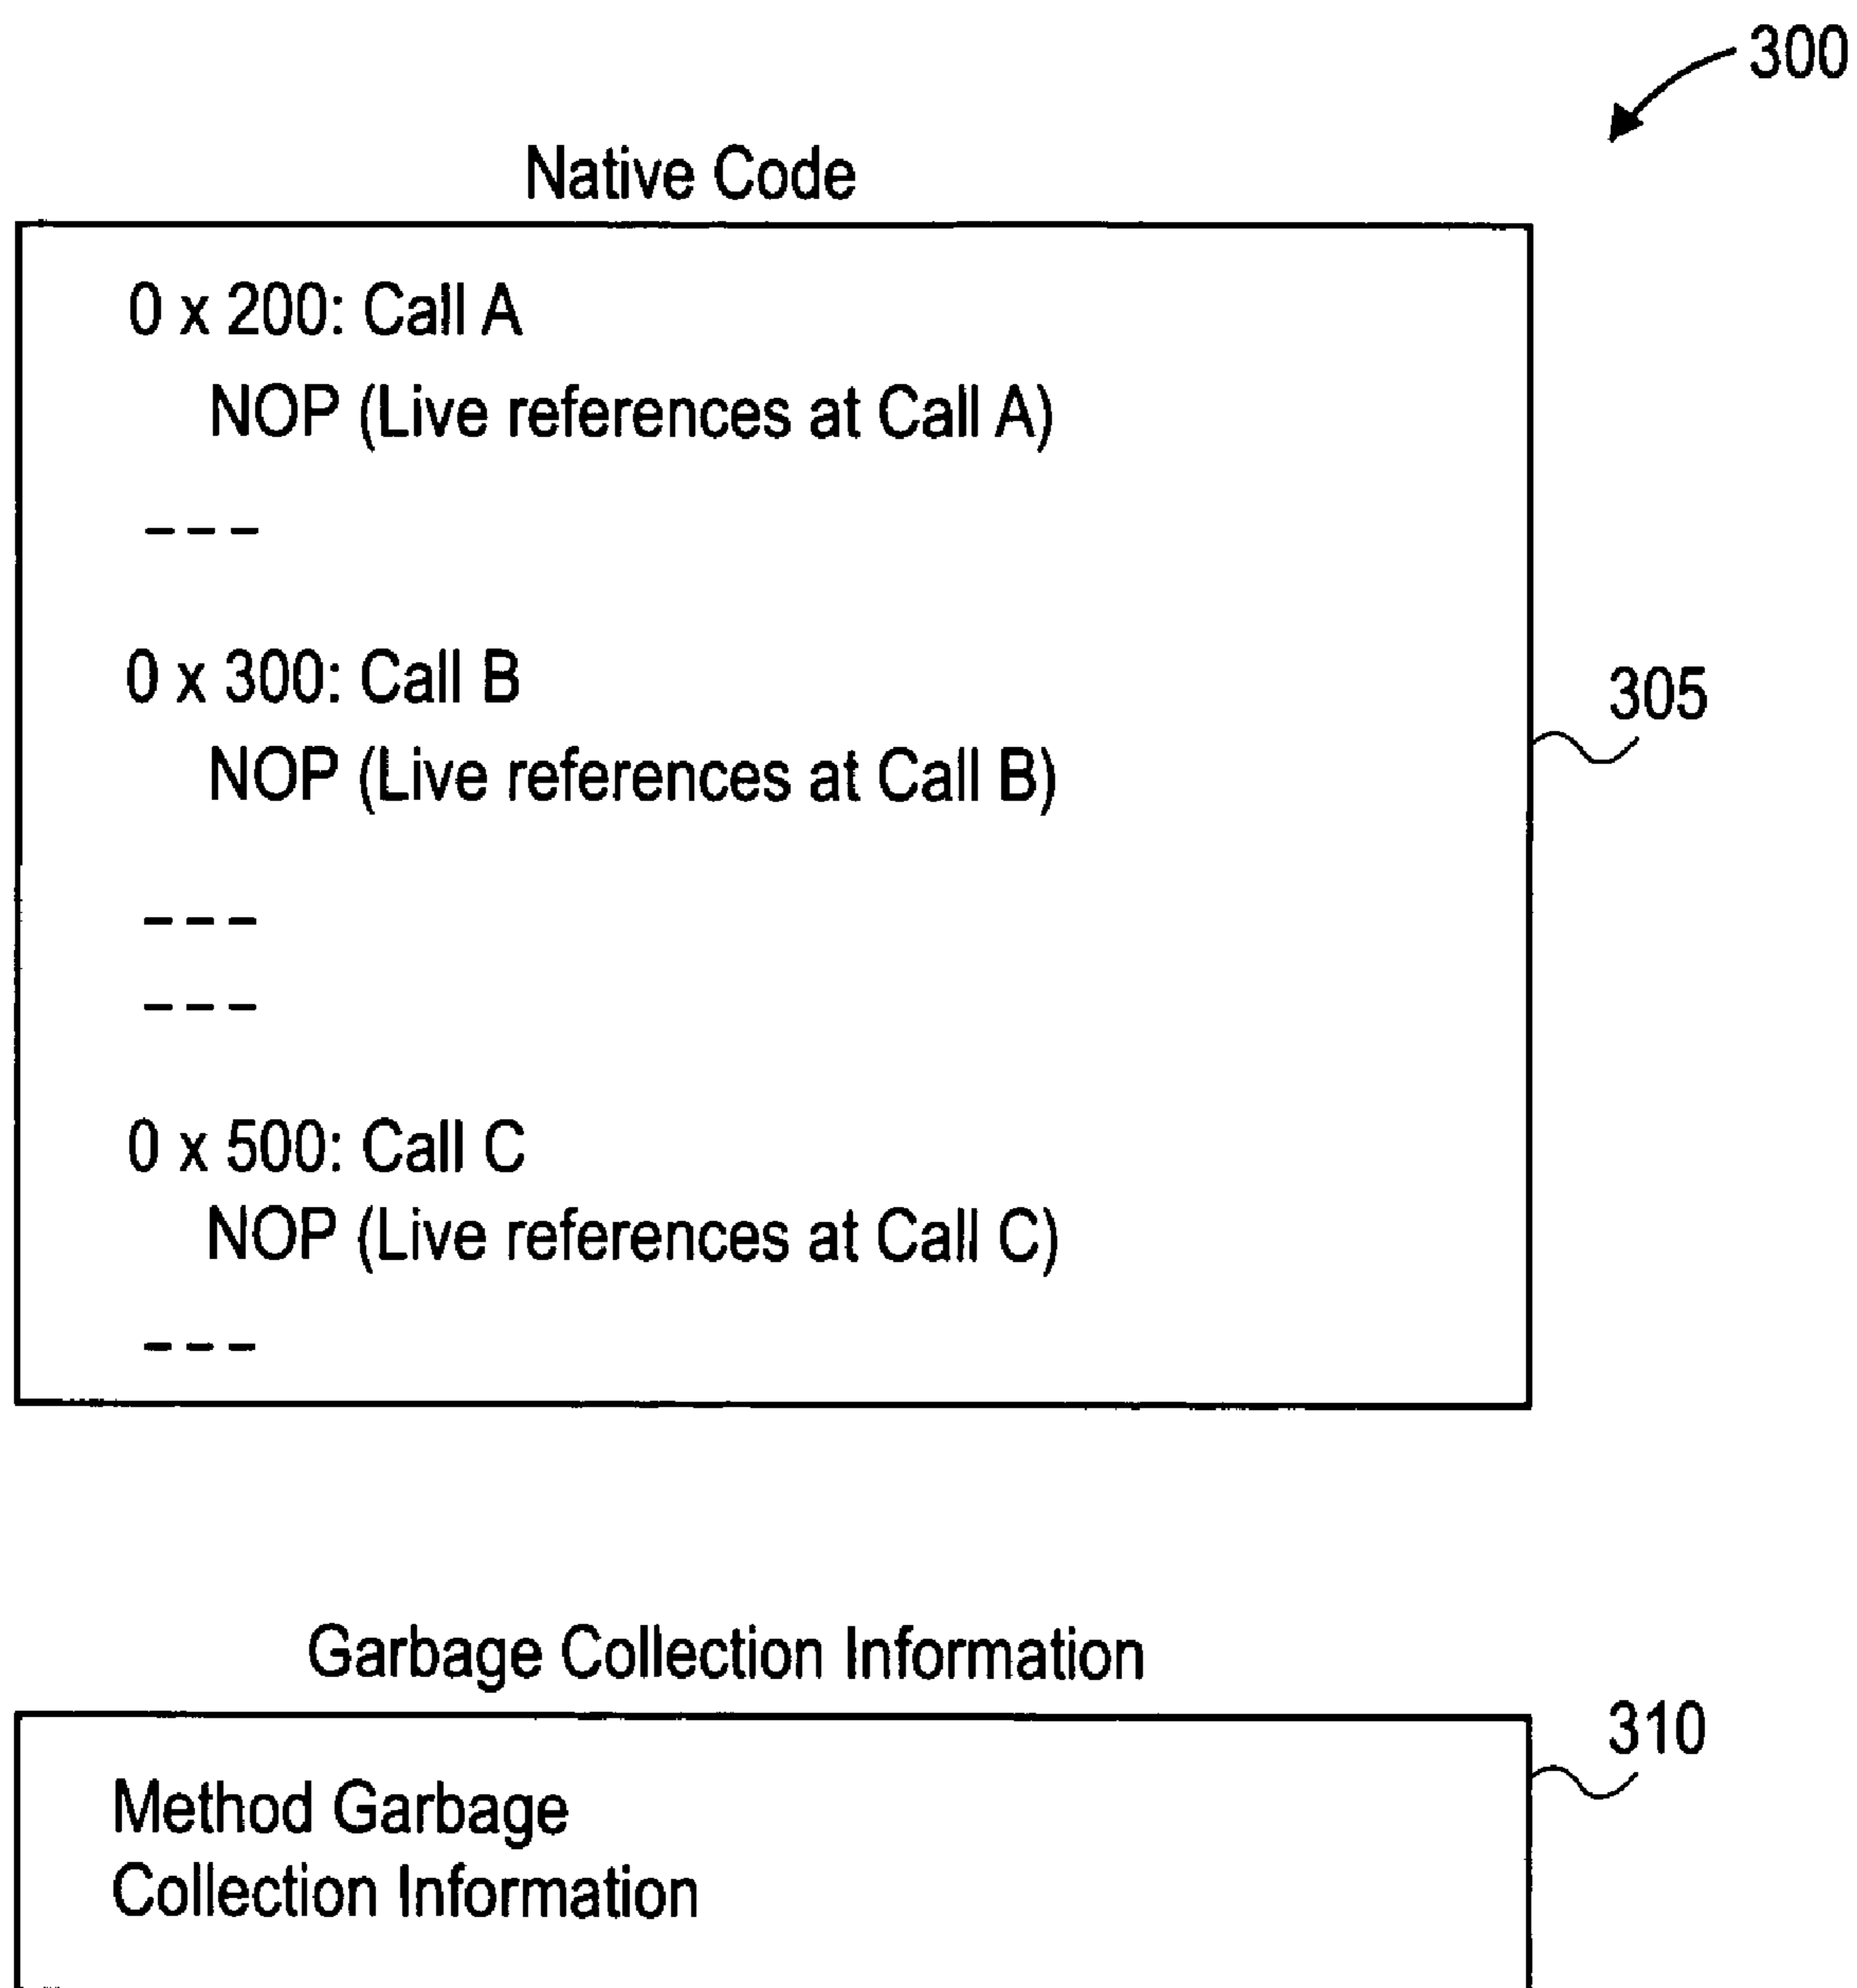 300
Native Code
0 x 200: Call A
NOP (Live references at Call A)
---
0 x 300: Call B
305
NOP (Live references at Call B)
---
---
0 x 500: Call C
NOP (Live references at Call C)
---
Garbage Collection Information
310
Method Garbage
Collection Information